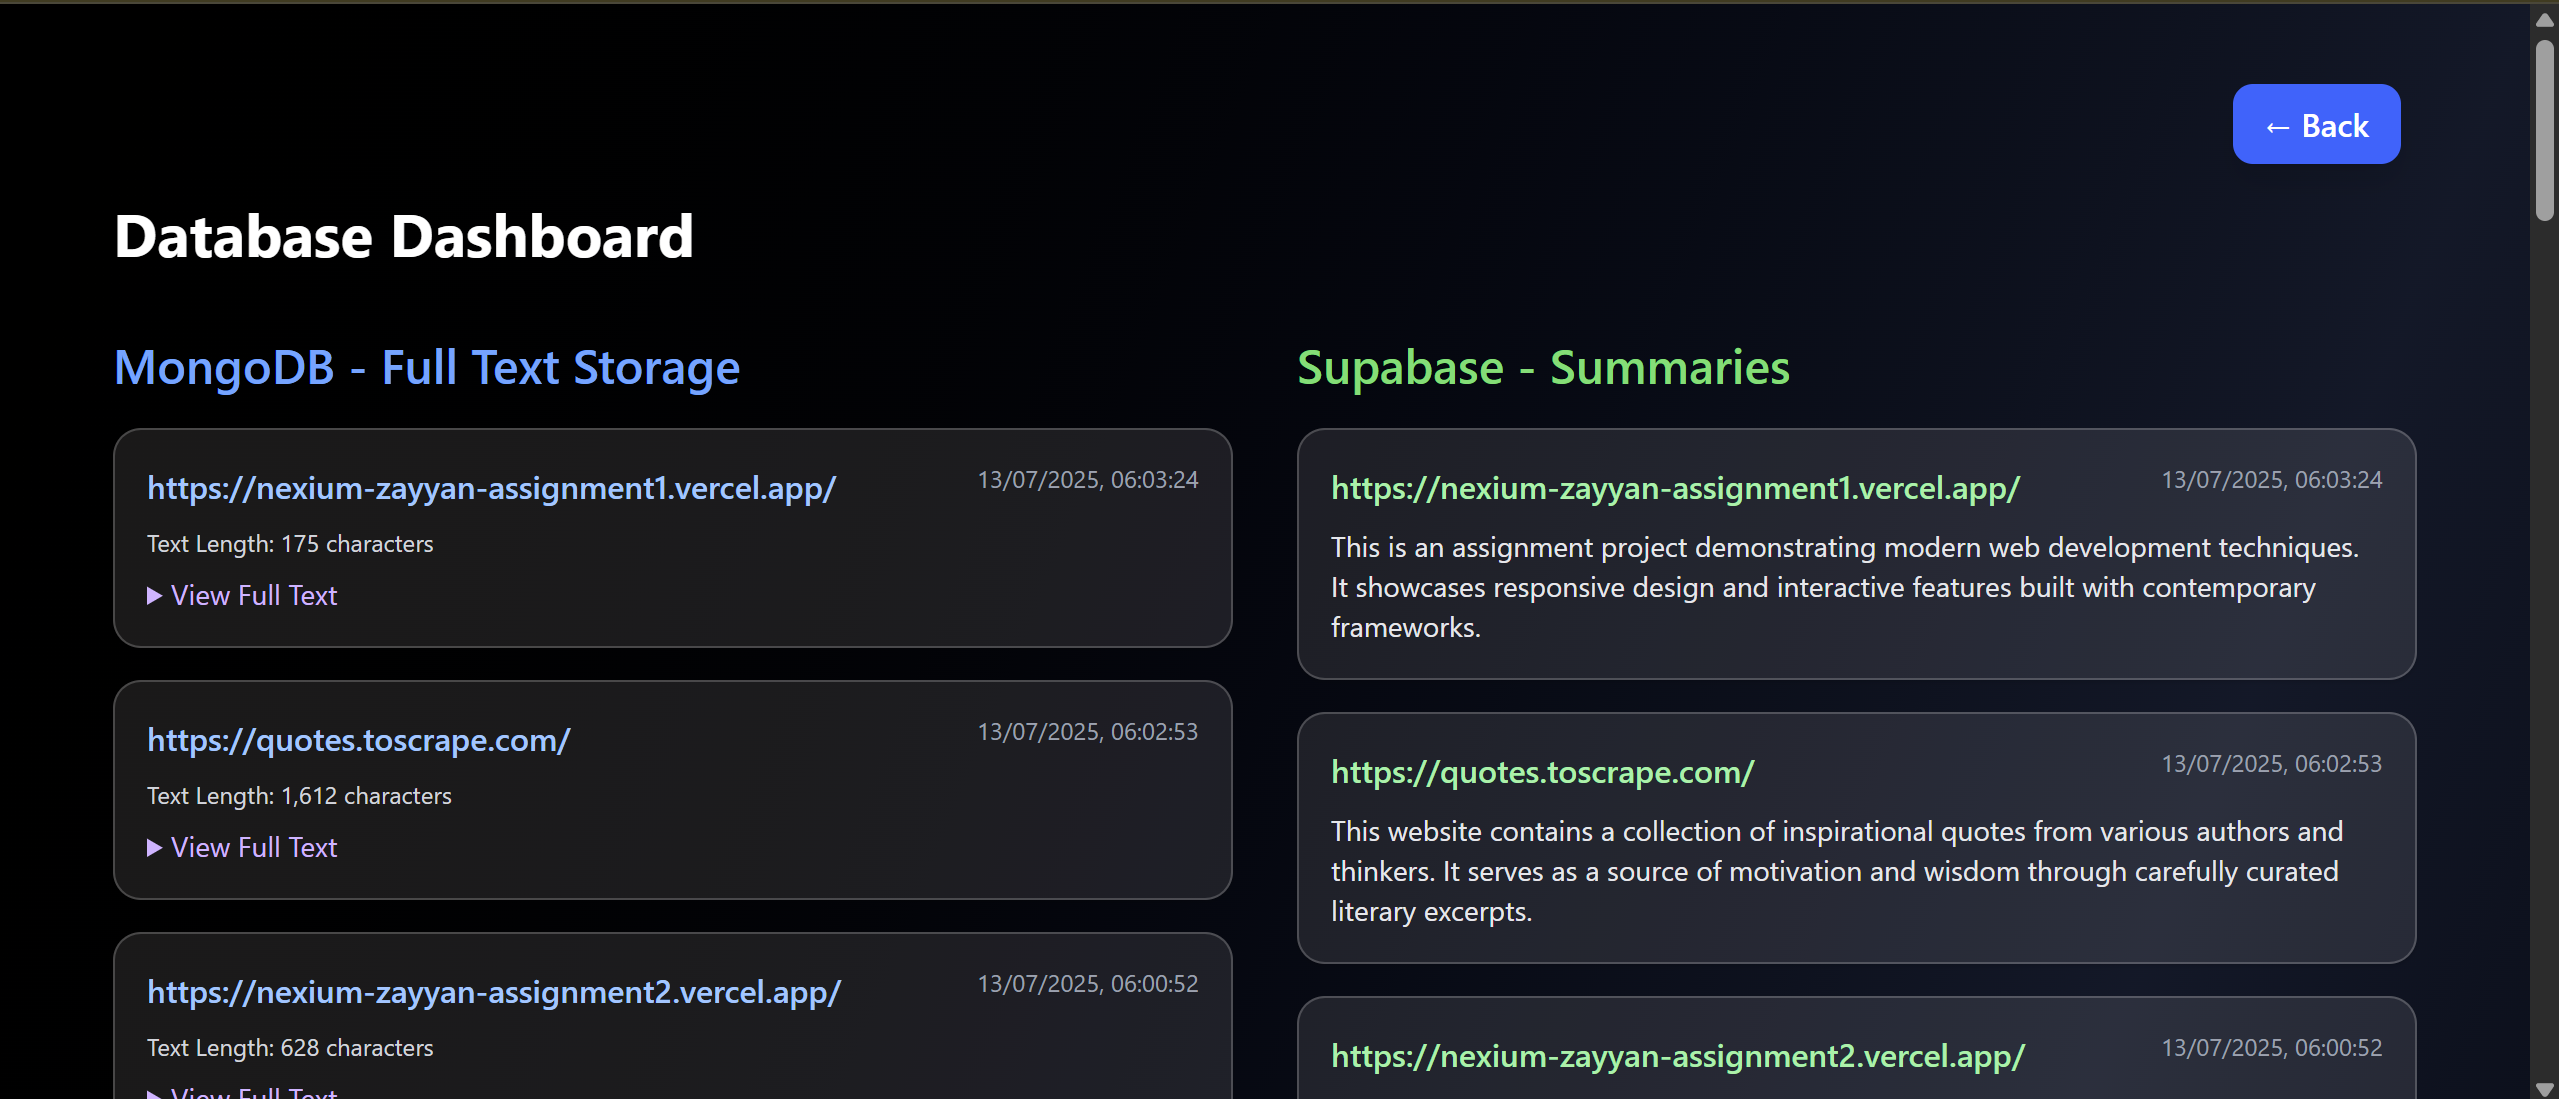 ← Back
Database Dashboard
MongoDB - Full Text Storage
https://nexium-zayyan-assignment1.vercel.app/
13/07/2025, 06:03:24
Text Length: 175 characters
▶ View Full Text
https://quotes.toscrape.com/
13/07/2025, 06:02:53
Text Length: 1,612 characters
▶ View Full Text
https://nexium-zayyan-assignment2.vercel.app/
13/07/2025, 06:00:52
Text Length: 628 characters
▶ View Full Text
Supabase - Summaries
https://nexium-zayyan-assignment1.vercel.app/
13/07/2025, 06:03:24
This is an assignment project demonstrating modern web development techniques.
It showcases responsive design and interactive features built with contemporary
frameworks.
https://quotes.toscrape.com/
13/07/2025, 06:02:53
This website contains a collection of inspirational quotes from various authors and
thinkers. It serves as a source of motivation and wisdom through carefully curated
literary excerpts.
https://nexium-zayyan-assignment2.vercel.app/
13/07/2025, 06:00:52